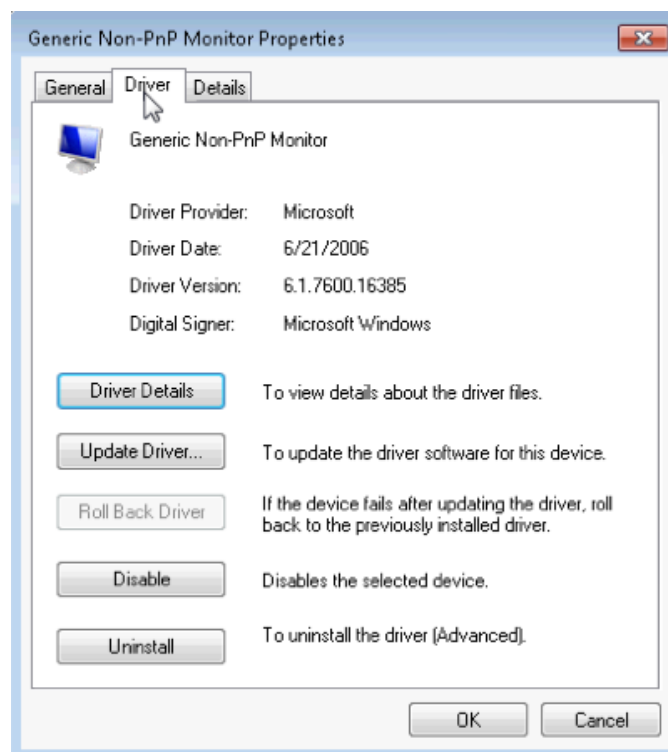 Generic Non-PnP Monitor Properties
General Driver Details
Generic Non-PnP Monitor
Driver Provider: Microsoft
Driver Date: 6/21/2006
Driver Version: 6.1.7600.16385
Digital Signer: Microsoft Windows
Driver Details To view details about the driver files.
Update Driver... To update the driver software for this device.
Roll Back Driver If the device fails after updating the driver, roll
back to the previously installed driver.
Disable Disables the selected device.
Uninstall To uninstall the driver (Advanced).
OK Cancel